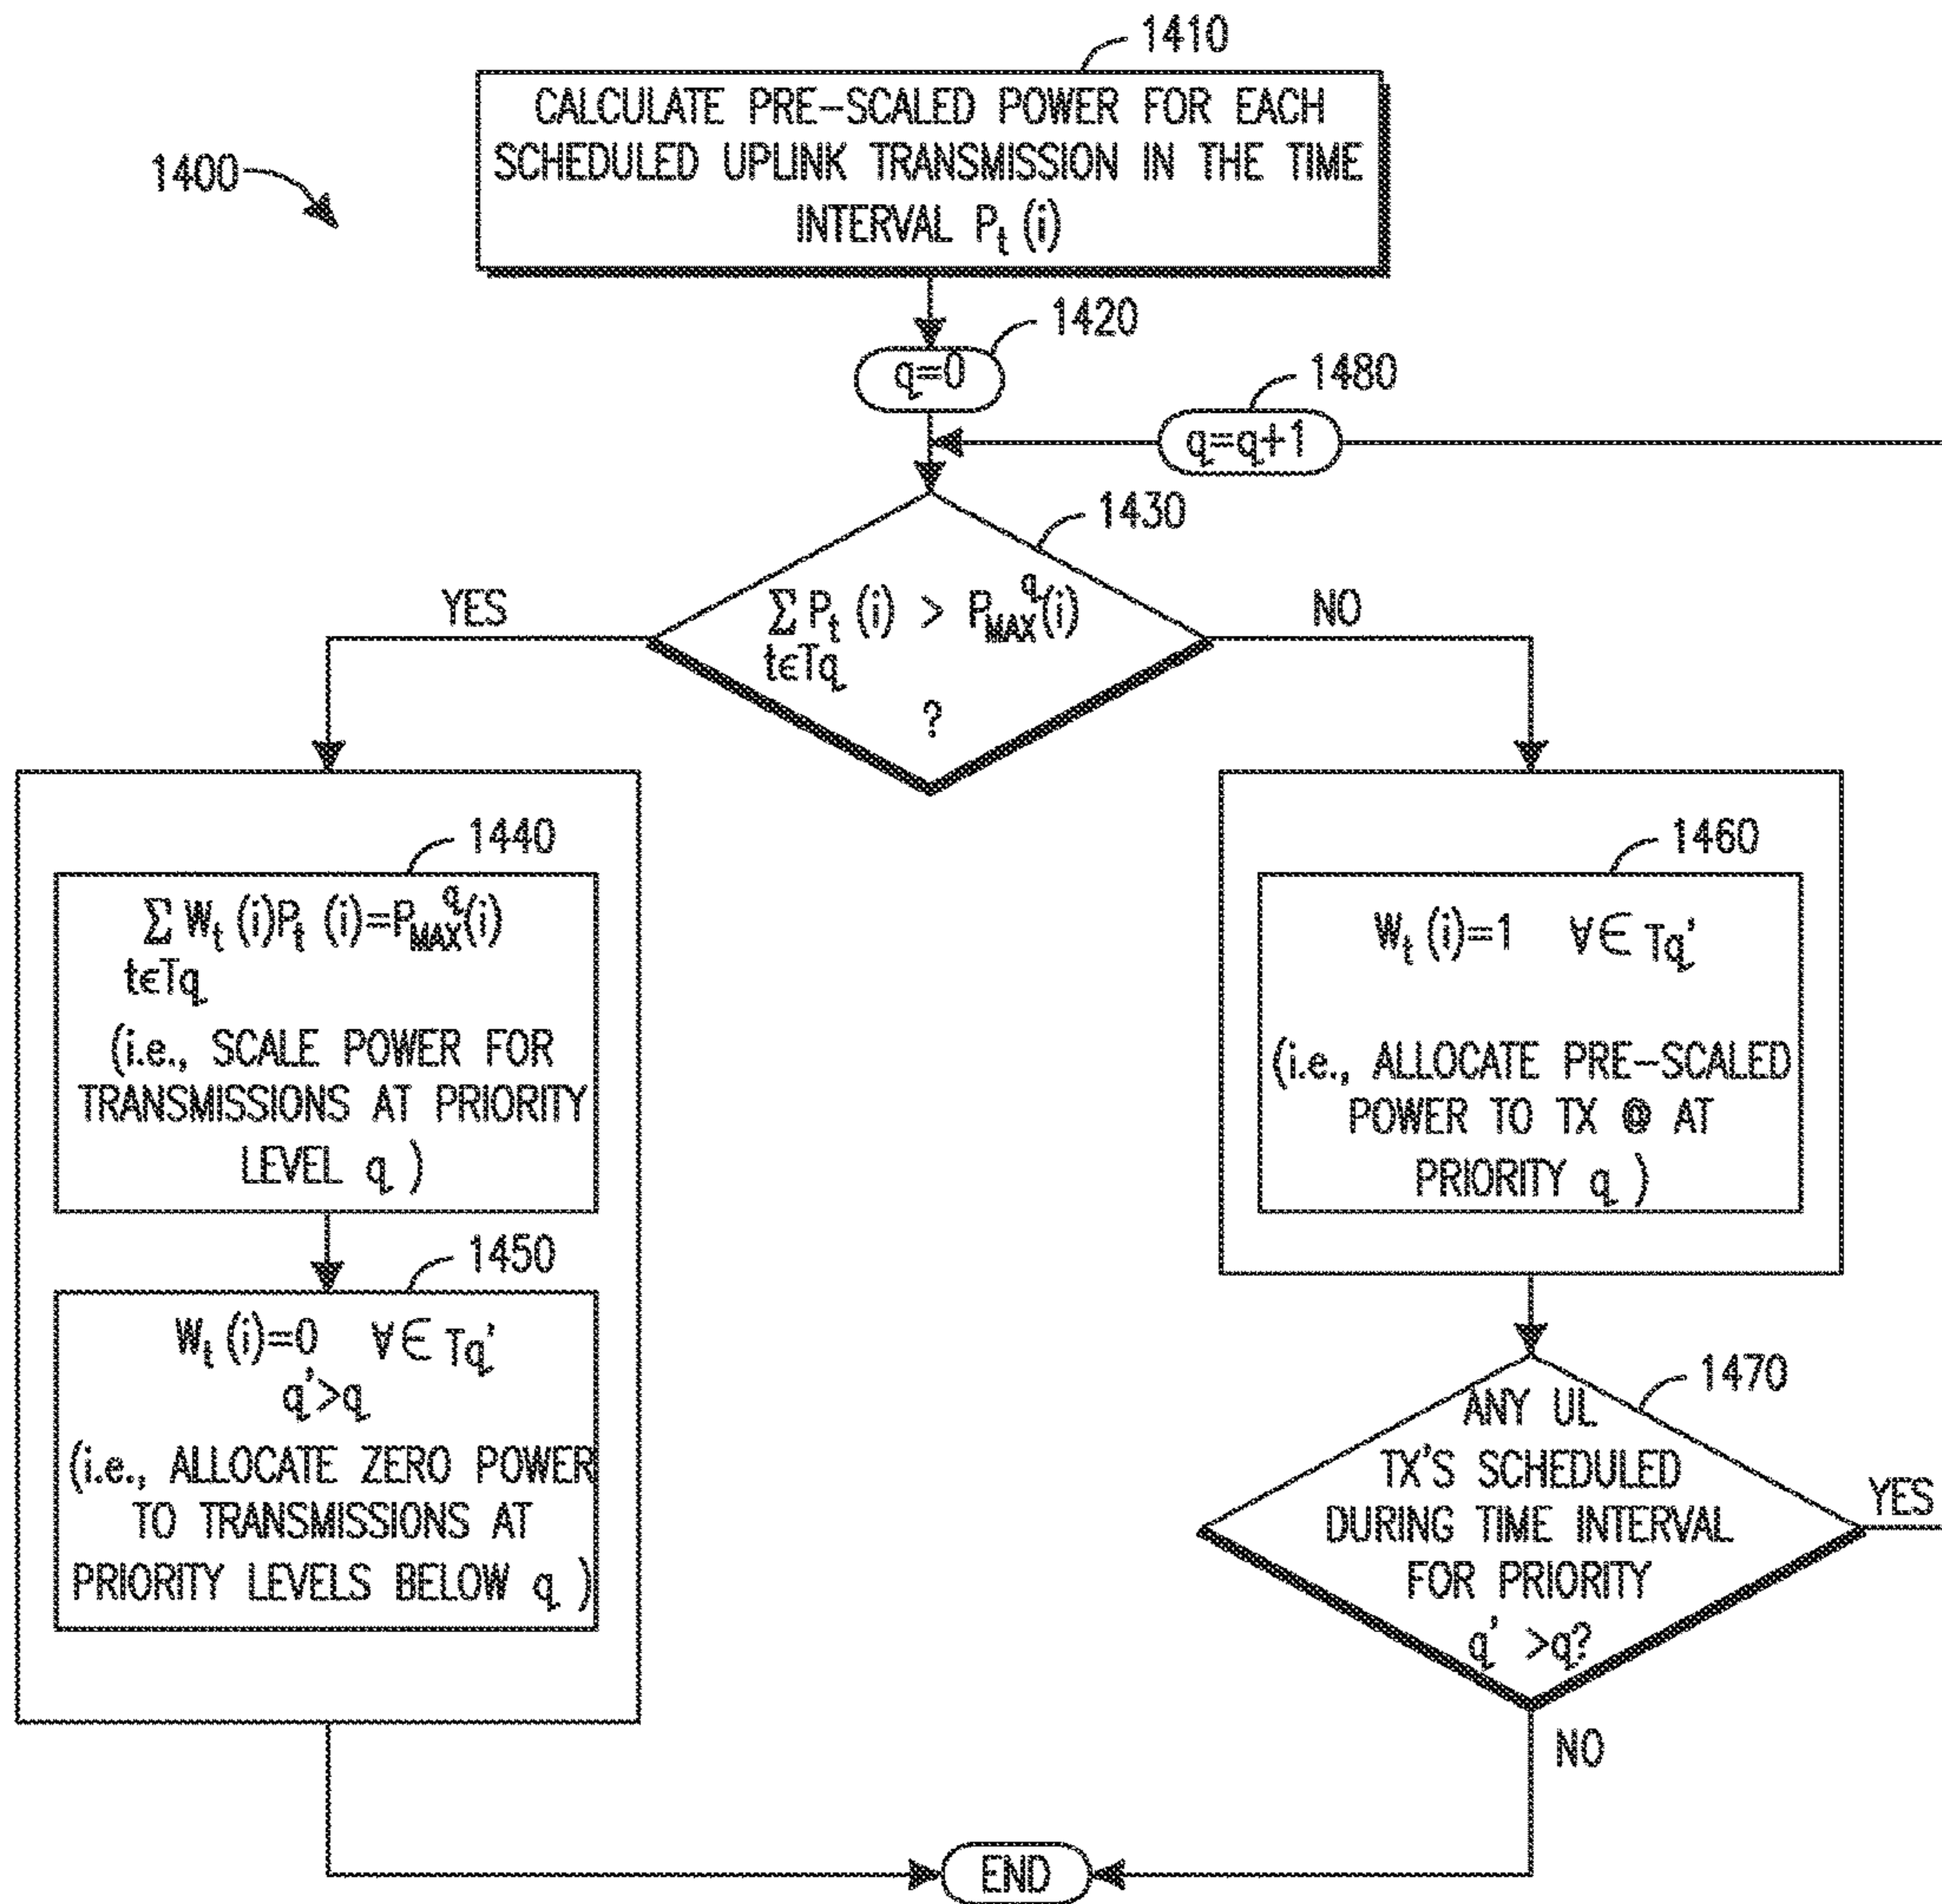 1410
CALCULATE PRE-SCALED POWER FOR EACH
SCHEDULED UPLINK TRANSMISSION IN THE TIME
INTERVAL Pt (i)
1400
1420
q=0
1480
q=q+1
1430
YES
Σ Pt (i) > PMAX^q(i)
t∈Tq
?
NO
1440
Σ Wt (i)Pt (i)=PMAX^q(i)
t∈Tq
(i.e., SCALE POWER FOR
TRANSMISSIONS AT PRIORITY
LEVEL q )
1450
Wt (i)=0 ∀∈ Tq'
q'>q
(i.e., ALLOCATE ZERO POWER
TO TRANSMISSIONS AT
PRIORITY LEVELS BELOW q )
1460
Wt (i)=1 ∀∈ Tq'
(i.e., ALLOCATE PRE-SCALED
POWER TO TX @ AT
PRIORITY q )
1470
ANY UL
TX'S SCHEDULED
DURING TIME INTERVAL
FOR PRIORITY
q' >q?
YES
NO
END